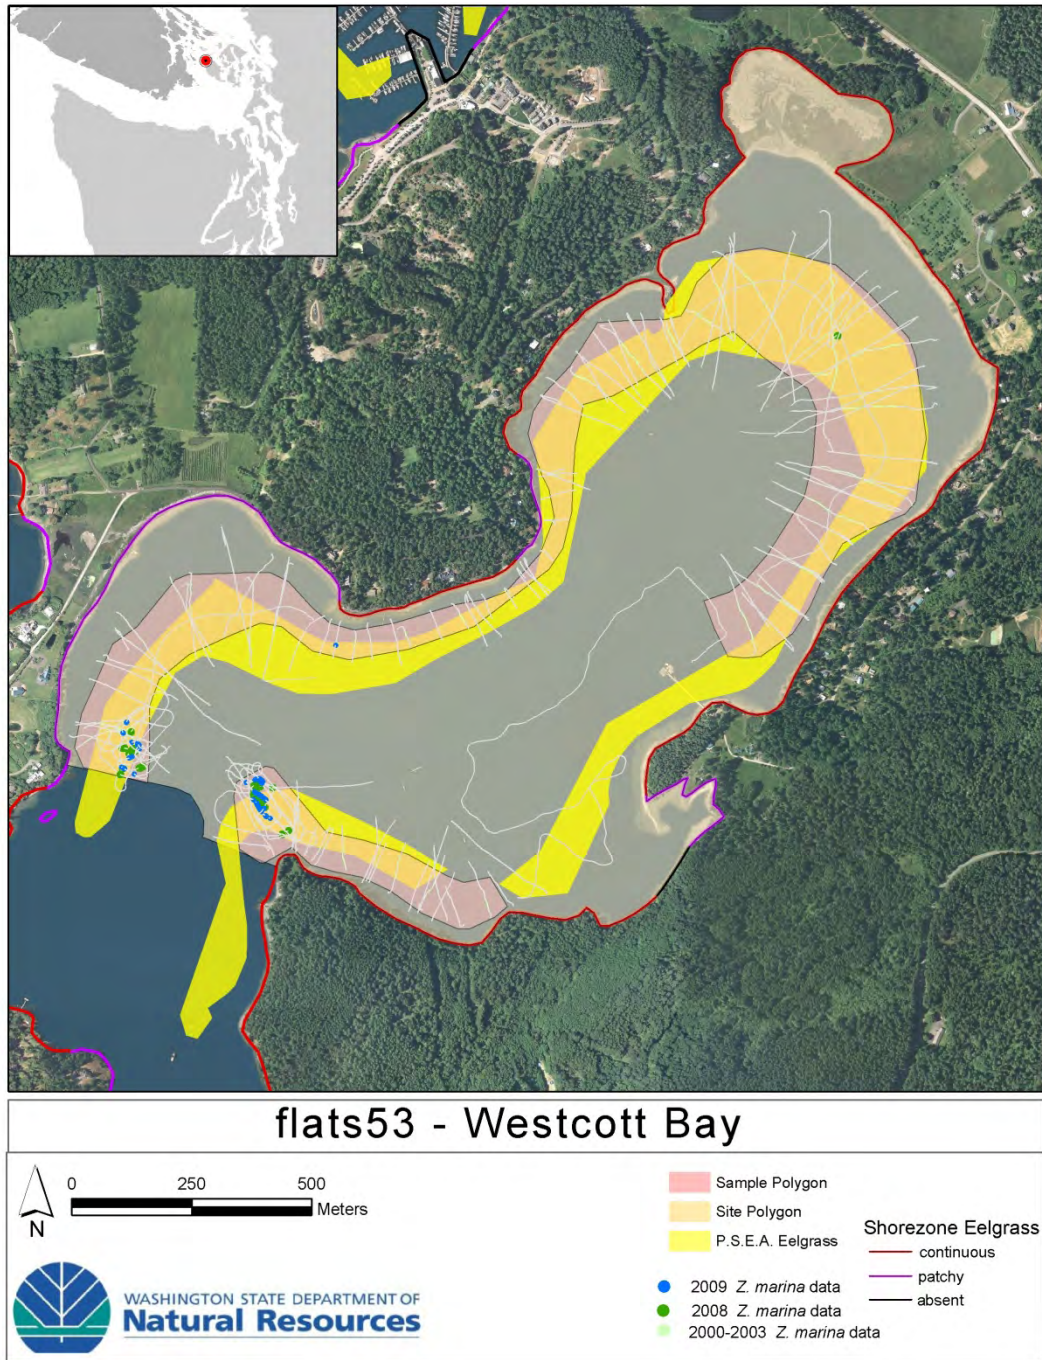 flats53 - Westcott Bay
0 250 500
Meters
N
WASHINGTON STATE DEPARTMENT OF
Natural Resources
Sample Polygon
Site Polygon
P.S.E.A. Eelgrass
2009 Z. marina data
2008 Z. marina data
2000-2003 Z. marina data
Shorezone Eelgrass
continuous
patchy
absent